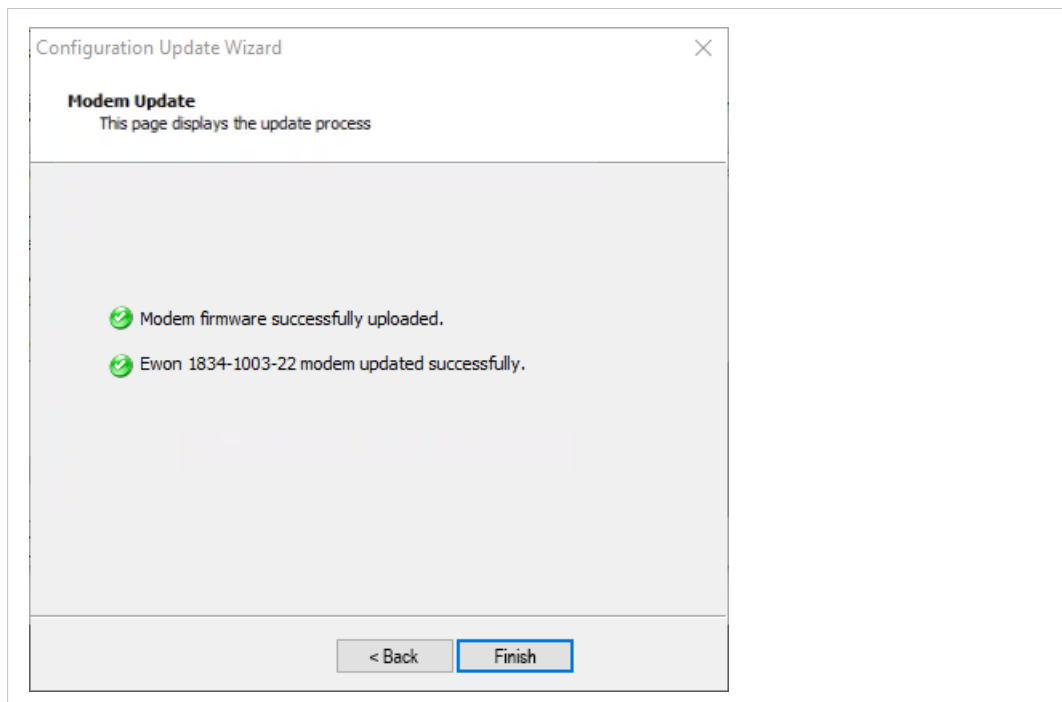 Configuration Update Wizard
Modem Update
This page displays the update process
Modem firmware successfully uploaded.
Ewon 1834-1003-22 modem updated successfully.
< Back
Finish